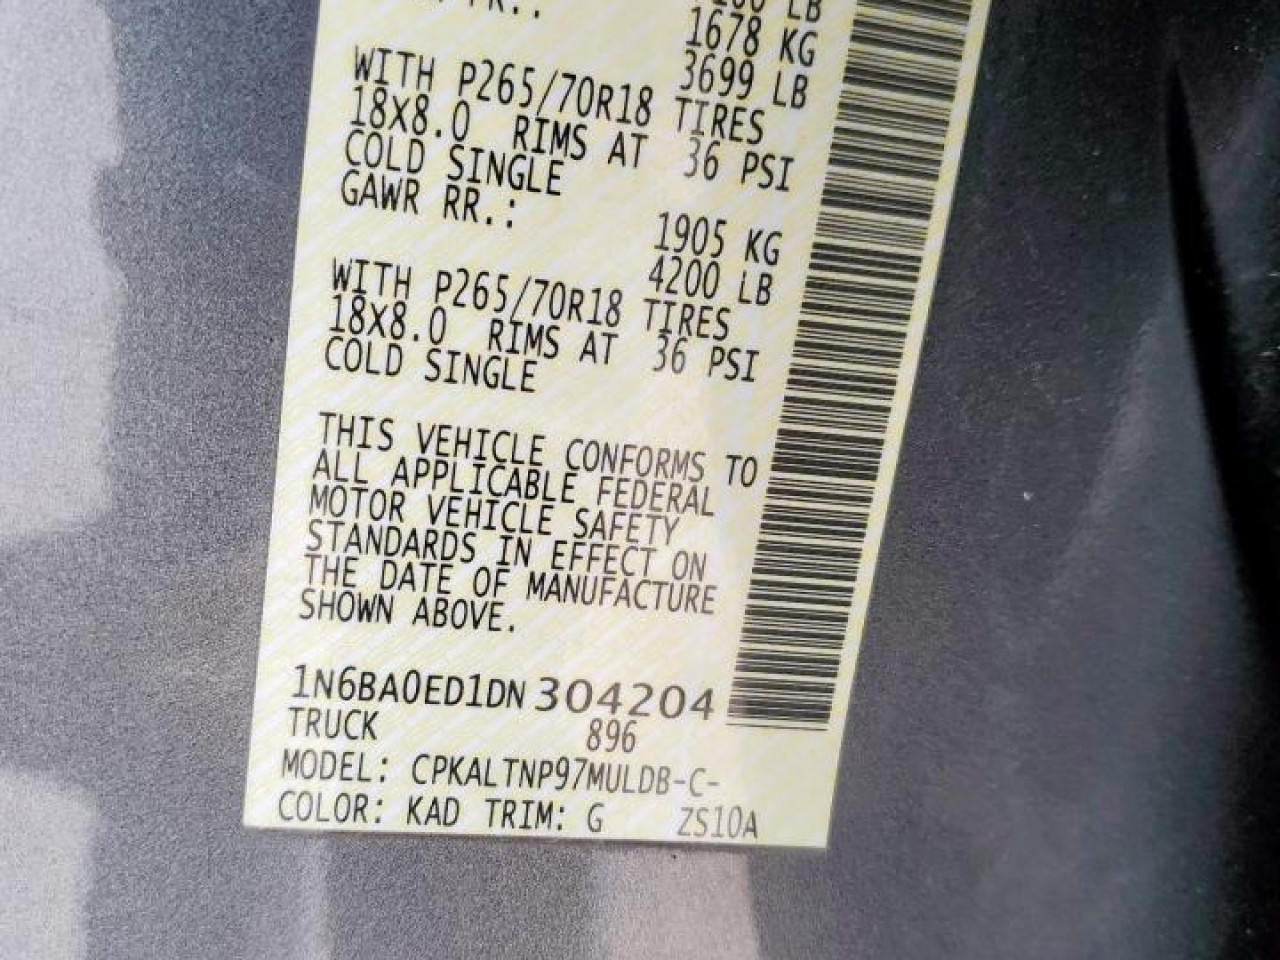 LB
1678 KG
3699 LB
WITH P265/70R18 TIRES
18X8.0 RIMS AT 36 PSI
COLD SINGLE
GAWR RR.:
1905 KG
4200 LB
WITH P265/70R18 TIRES
18X8.0 RIMS AT 36 PSI
COLD SINGLE
THIS VEHICLE CONFORMS TO
ALL APPLICABLE FEDERAL
MOTOR VEHICLE SAFETY
STANDARDS IN EFFECT ON
THE DATE OF MANUFACTURE
SHOWN ABOVE.
1N6BA0ED1DN304204
TRUCK 896
MODEL: CPKALTNP97MULDB-C-
COLOR: KAD TRIM: G ZS10A